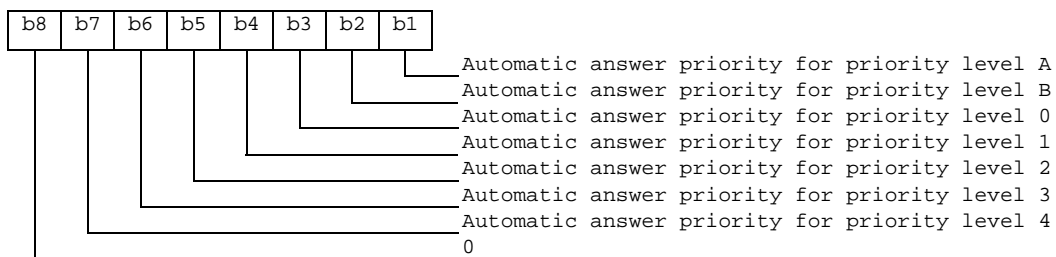 b8 b7 b6 b5 b4 b3 b2 b1
Automatic answer priority for priority level A
Automatic answer priority for priority level B
Automatic answer priority for priority level 0
Automatic answer priority for priority level 1
Automatic answer priority for priority level 2
Automatic answer priority for priority level 3
Automatic answer priority for priority level 4
0